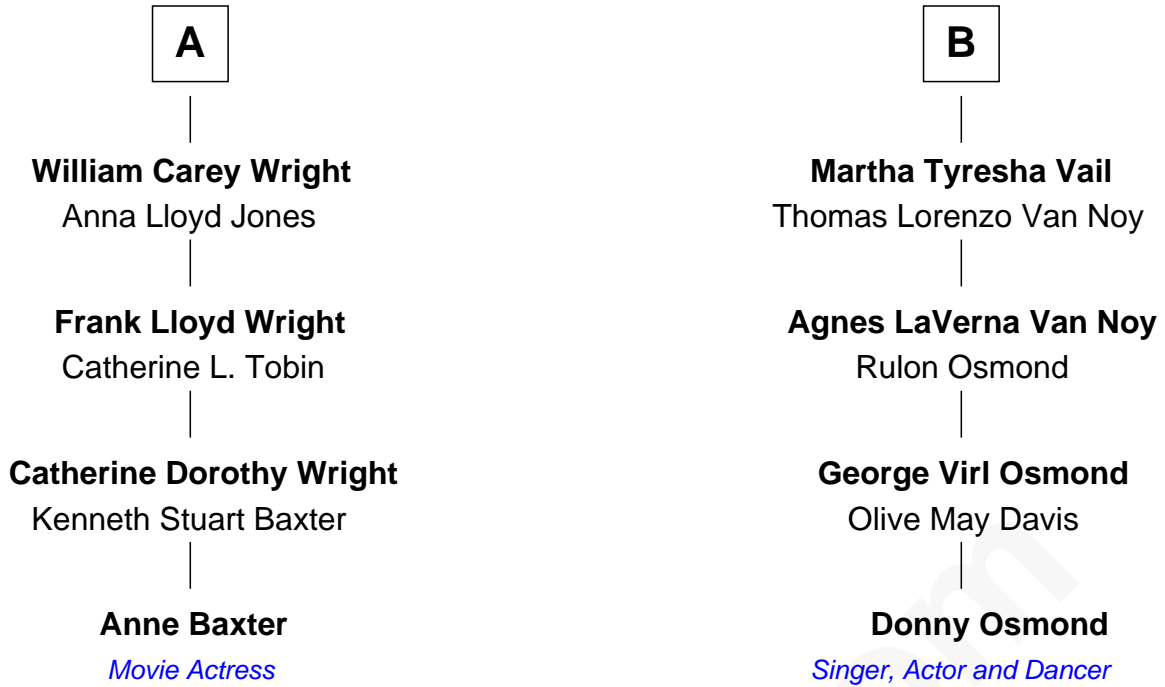 A
William Carey Wright
Anna Lloyd Jones
Frank Lloyd Wright
Catherine L. Tobin
Catherine Dorothy Wright
Kenneth Stuart Baxter
Anne Baxter
Movie Actress
B
Martha Tyresha Vail
Thomas Lorenzo Van Noy
Agnes LaVerna Van Noy
Rulon Osmond
George Virl Osmond
Olive May Davis
Donny Osmond
Singer, Actor and Dancer
om